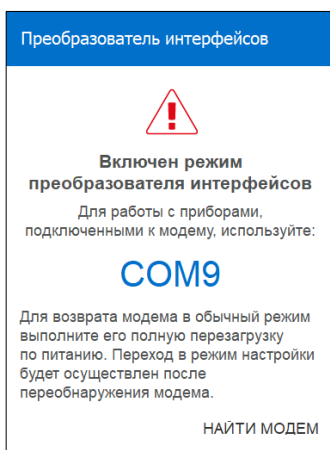 Преобразователь интерфейсов
Включен режим
преобразователя интерфейсов
Для работы с приборами,
подключенными к модему, используйте:
COM9
Для возврата модема в обычный режим
выполните его полную перезагрузку
по питанию. Переход в режим настройки
будет осуществлен после
переобнаружения модема.
НАЙТИ МОДЕМ